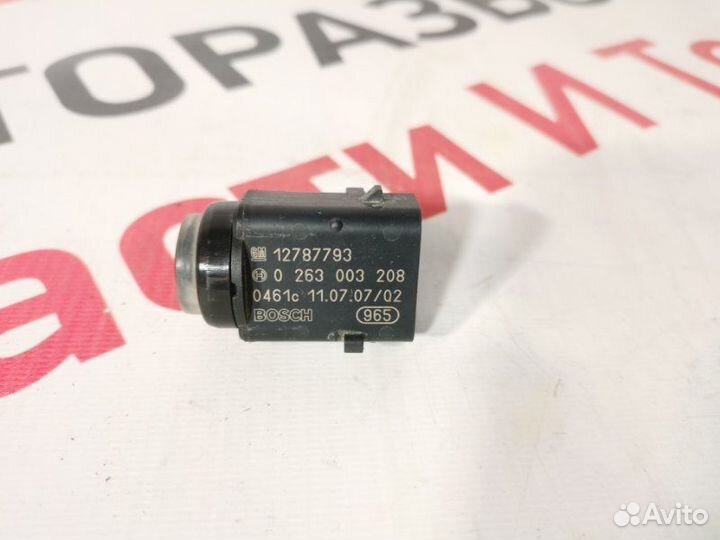 ТОРАЗБО
АСТИ И Т
GM 12787793
0 263 003 208
0461c 11.07.07/02
BOSCH 965
Avito